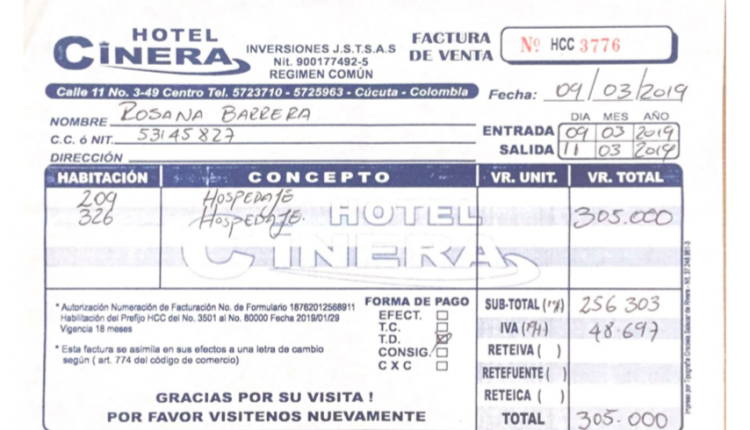 HOTEL
CINERA
INVERSIONES J.S.T.S.A.S
Nit. 900177492-5
REGIMEN COMÚN
FACTURA
DE VENTA
Nº HCC 3776
Calle 11 No. 3-49 Centro Tel. 5723710 - 5725963 - Cúcuta - Colombia
Fecha: 09/03/2019
NOMBRE ROSANA BARRERA
C.C. ó NIT. 53145827
DIRECCIÓN
DIA MES AÑO
ENTRADA 09 03 2019
SALIDA 11 03 2019
HABITACIÓN CONCEPTO VR. UNIT. VR. TOTAL
209 HOSPEDAJE
326 HOSPEDAJE. 305.000
HOTEL
CINERA
* Autorización Numeración de Facturación No. de Formulario 18762012568911
Habilitación del Prefijo HCC del No. 3501 al No. 80000 Fecha 2019/01/29
Vigencia 18 meses
* Esta factura se asimila en sus efectos a una letra de cambio
según ( art. 774 del código de comercio)
GRACIAS POR SU VISITA !
POR FAVOR VISITENOS NUEVAMENTE
FORMA DE PAGO
EFECT.
T.C.
T.D.
CONSIG.
C X C
SUB-TOTAL 256 303
IVA 48.697
RETEIVA ( )
RETEFUENTE ( )
RETEICA ( )
TOTAL 305.000